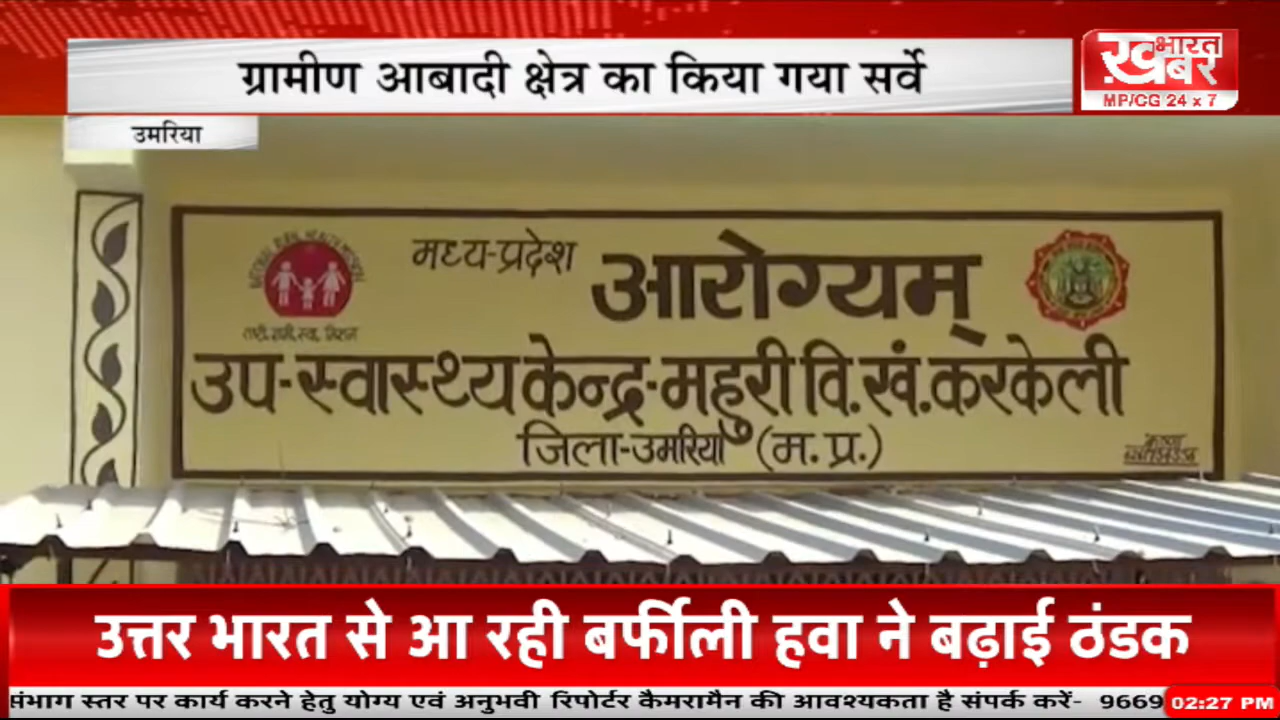 ग्रामीण आबादी क्षेत्र का किया गया सर्वे
भारत
ख़बर
MP/CG 24 x 7
उमरिया
मध्य-प्रदेश
आरोग्यम्
उप-स्वास्थ्य केन्द्र-महुरी वि.खं.करकेली
जिला-उमरिया (म.प्र.)
उत्तर भारत से आ रही बर्फीली हवा ने बढ़ाई ठंडक
संभाग स्तर पर कार्य करने हेतु योग्य एवं अनुभवी रिपोर्टर कैमरामैन की आवश्यकता है संपर्क करें- 9669
02:27 PM